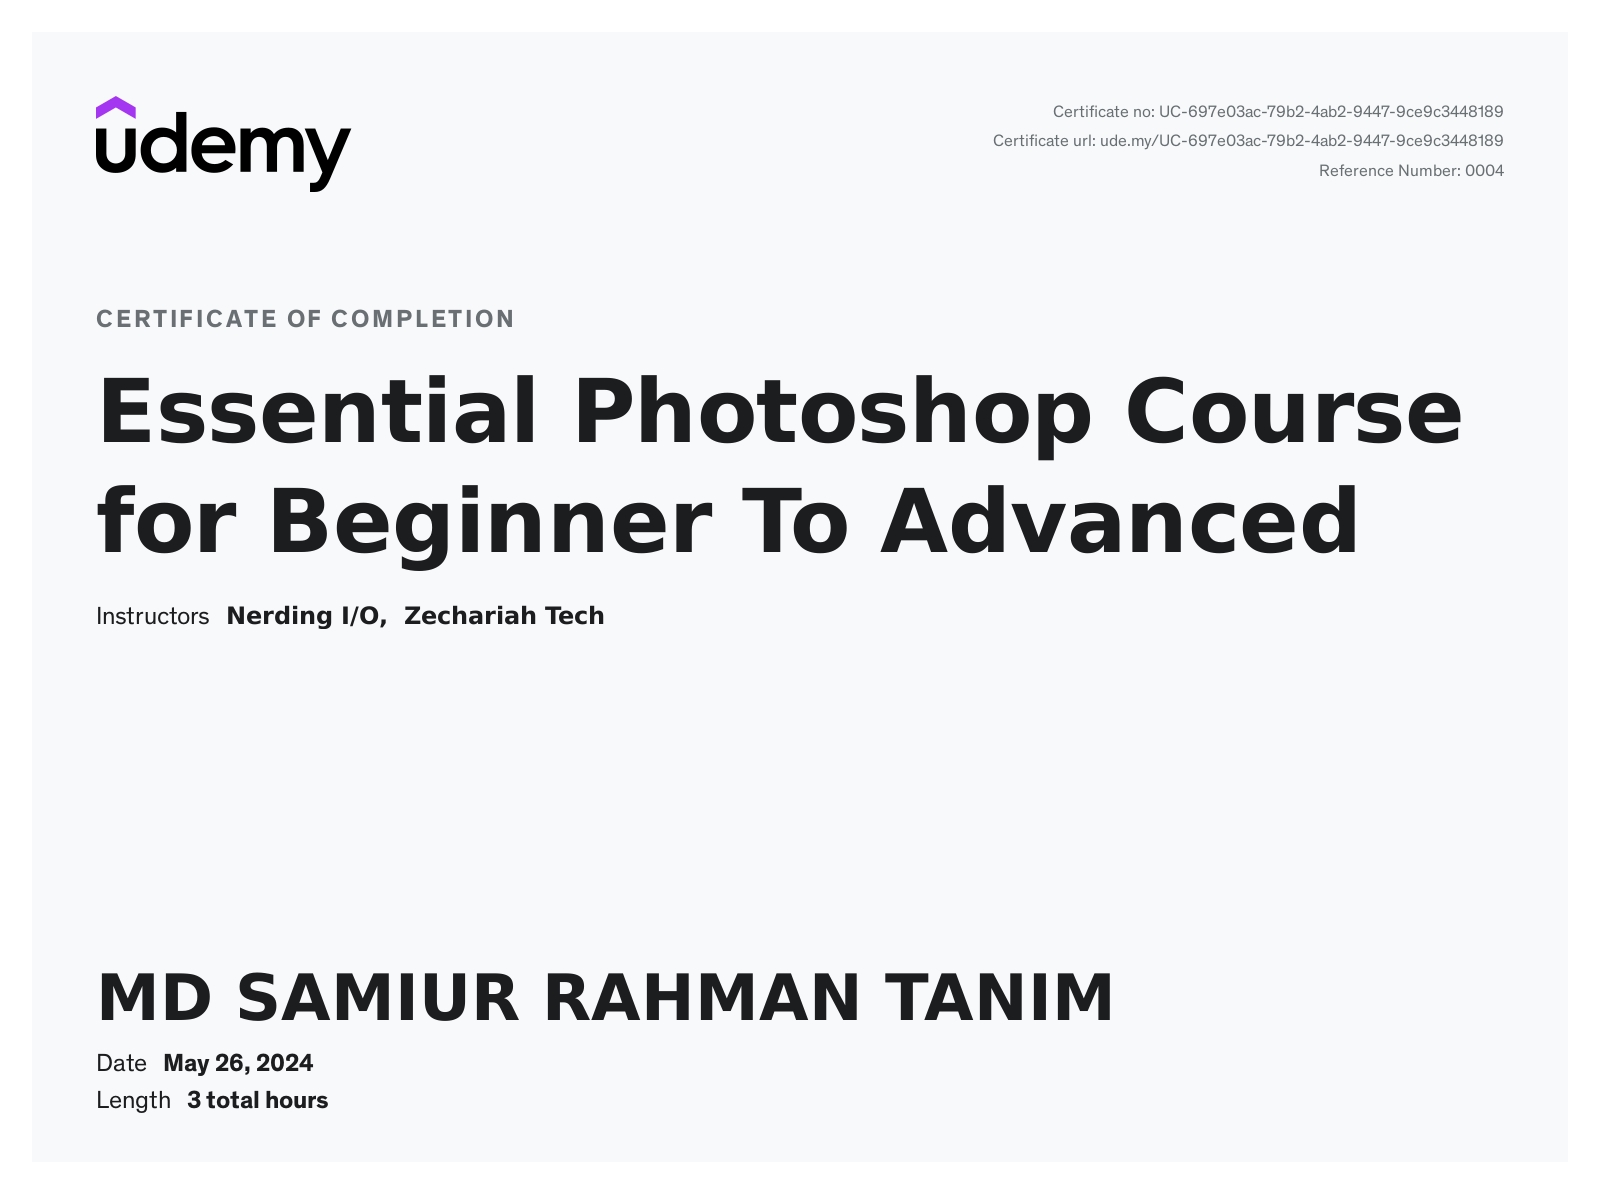 udemy
Certificate no: UC-697e03ac-79b2-4ab2-9447-9ce9c3448189
Certificate url: ude.my/UC-697e03ac-79b2-4ab2-9447-9ce9c3448189
Reference Number: 0004
CERTIFICATE OF COMPLETION
Essential Photoshop Course
for Beginner To Advanced
Instructors Nerding I/O, Zechariah Tech
MD SAMIUR RAHMAN TANIM
Date May 26, 2024
Length 3 total hours